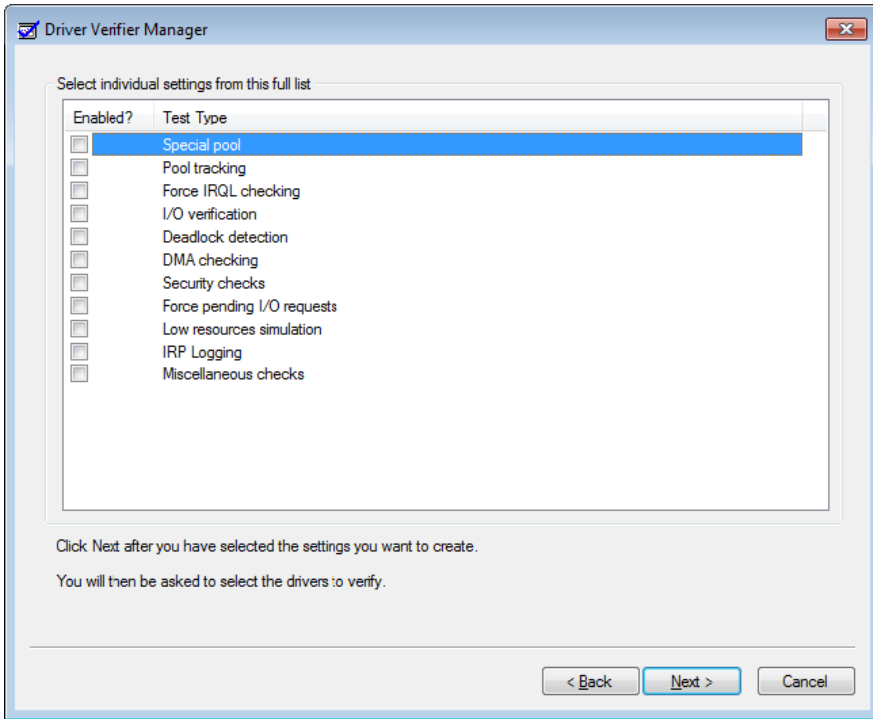 Driver Verifier Manager
Select individual settings from this full list
Enabled? Test Type
Special pool
Pool tracking
Force IRQL checking
I/O verification
Deadlock detection
DMA checking
Security checks
Force pending I/O requests
Low resources simulation
IRP Logging
Miscellaneous checks
Click Next after you have selected the settings you want to create.
You will then be asked to select the drivers to verify.
< Back Next > Cancel